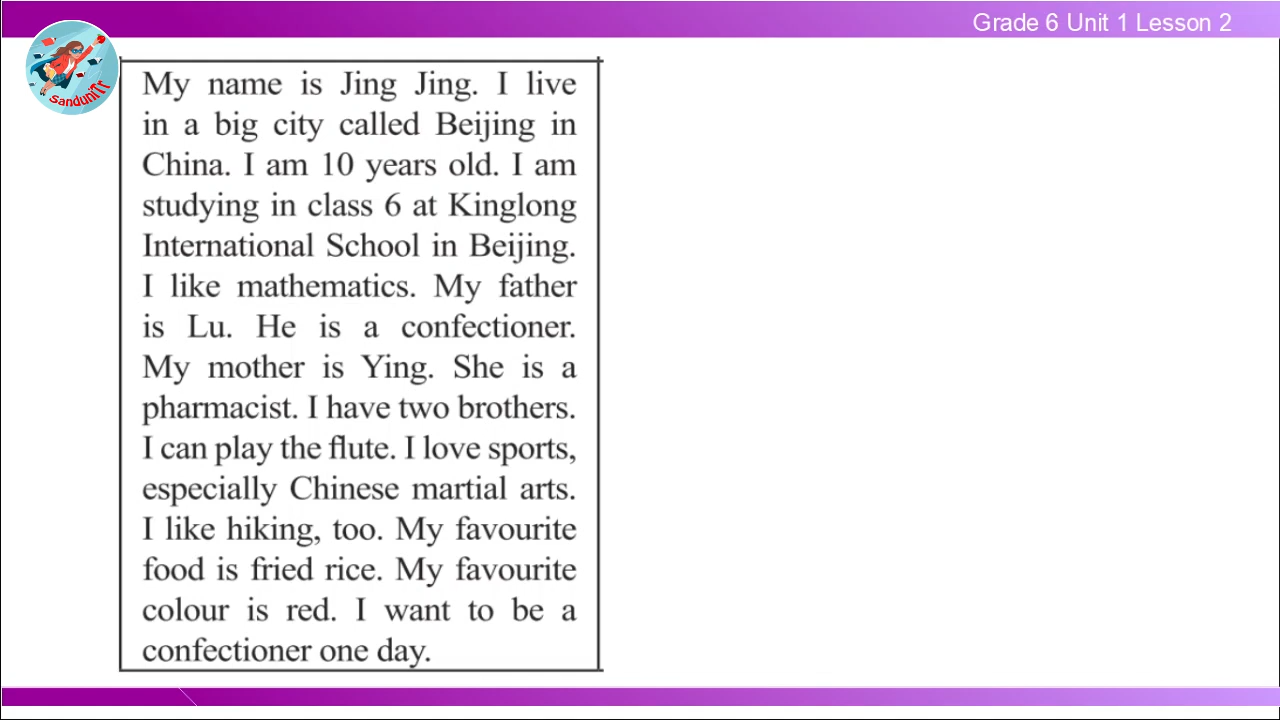 Grade 6 Unit 1 Lesson 2
SanduniTr
My name is Jing Jing. I live
in a big city called Beijing in
China. I am 10 years old. I am
studying in class 6 at Kinglong
International School in Beijing.
I like mathematics. My father
is Lu. He is a confectioner.
My mother is Ying. She is a
pharmacist. I have two brothers.
I can play the flute. I love sports,
especially Chinese martial arts.
I like hiking, too. My favourite
food is fried rice. My favourite
colour is red. I want to be a
confectioner one day.